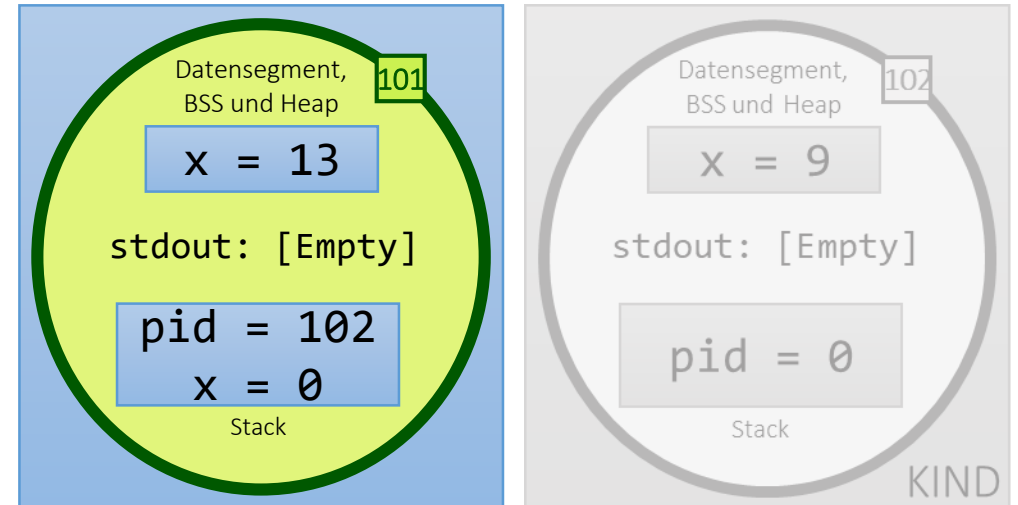 Datensegment,
BSS und Heap
101
x = 13
stdout: [Empty]
pid = 102
x = 0
Stack
Datensegment,
BSS und Heap
102
x = 9
stdout: [Empty]
pid = 0
Stack
KIND